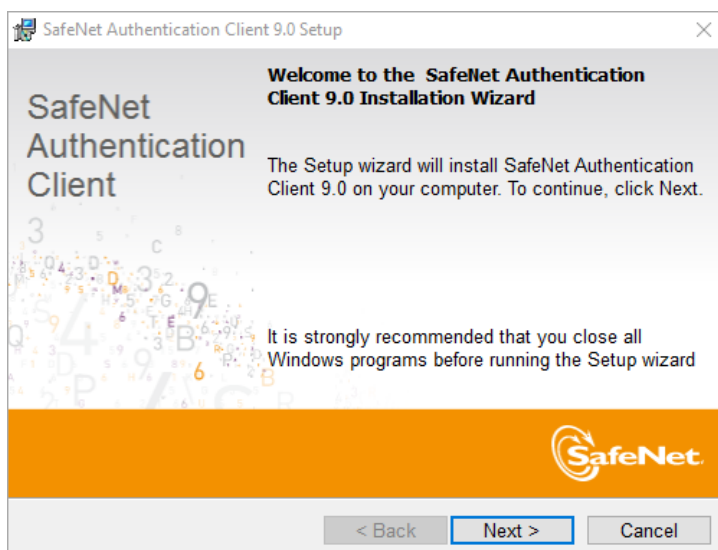 SafeNet Authentication Client 9.0 Setup
SafeNet
Authentication
Client
Welcome to the SafeNet Authentication
Client 9.0 Installation Wizard
The Setup wizard will install SafeNet Authentication
Client 9.0 on your computer. To continue, click Next.
It is strongly recommended that you close all
Windows programs before running the Setup wizard
SafeNet.
< Back
Next >
Cancel